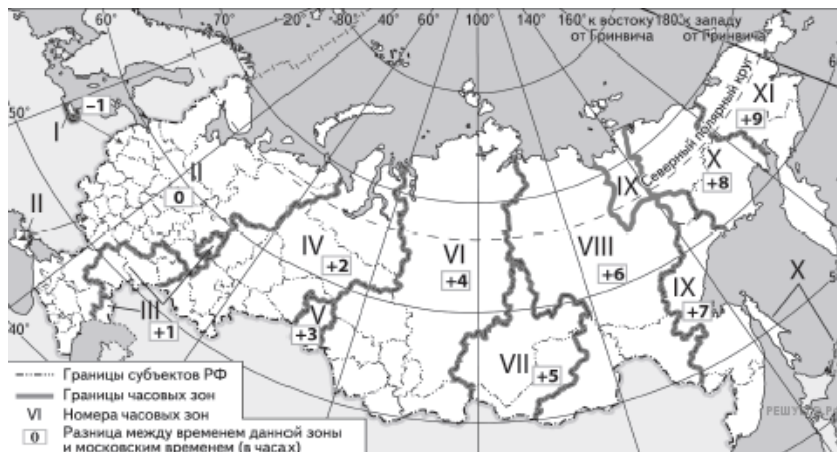 60° 70° 20° 30° 40° 60° 80° 100° 120° 140° 160° к востоку 180° к западу
от Гринвича от Гринвича
50°
I
−1
Северный полярный круг
XI
+9
II
0
IX
X
+8
II
IV
+2
VI
+4
VIII
+6
III
+1
V
+3
IX
+7
X
40°
VII
+5
Границы субъектов РФ
Границы часовых зон
VI Номера часовых зон
0 Разница между временем данной зоны
и московским временем (в часах)